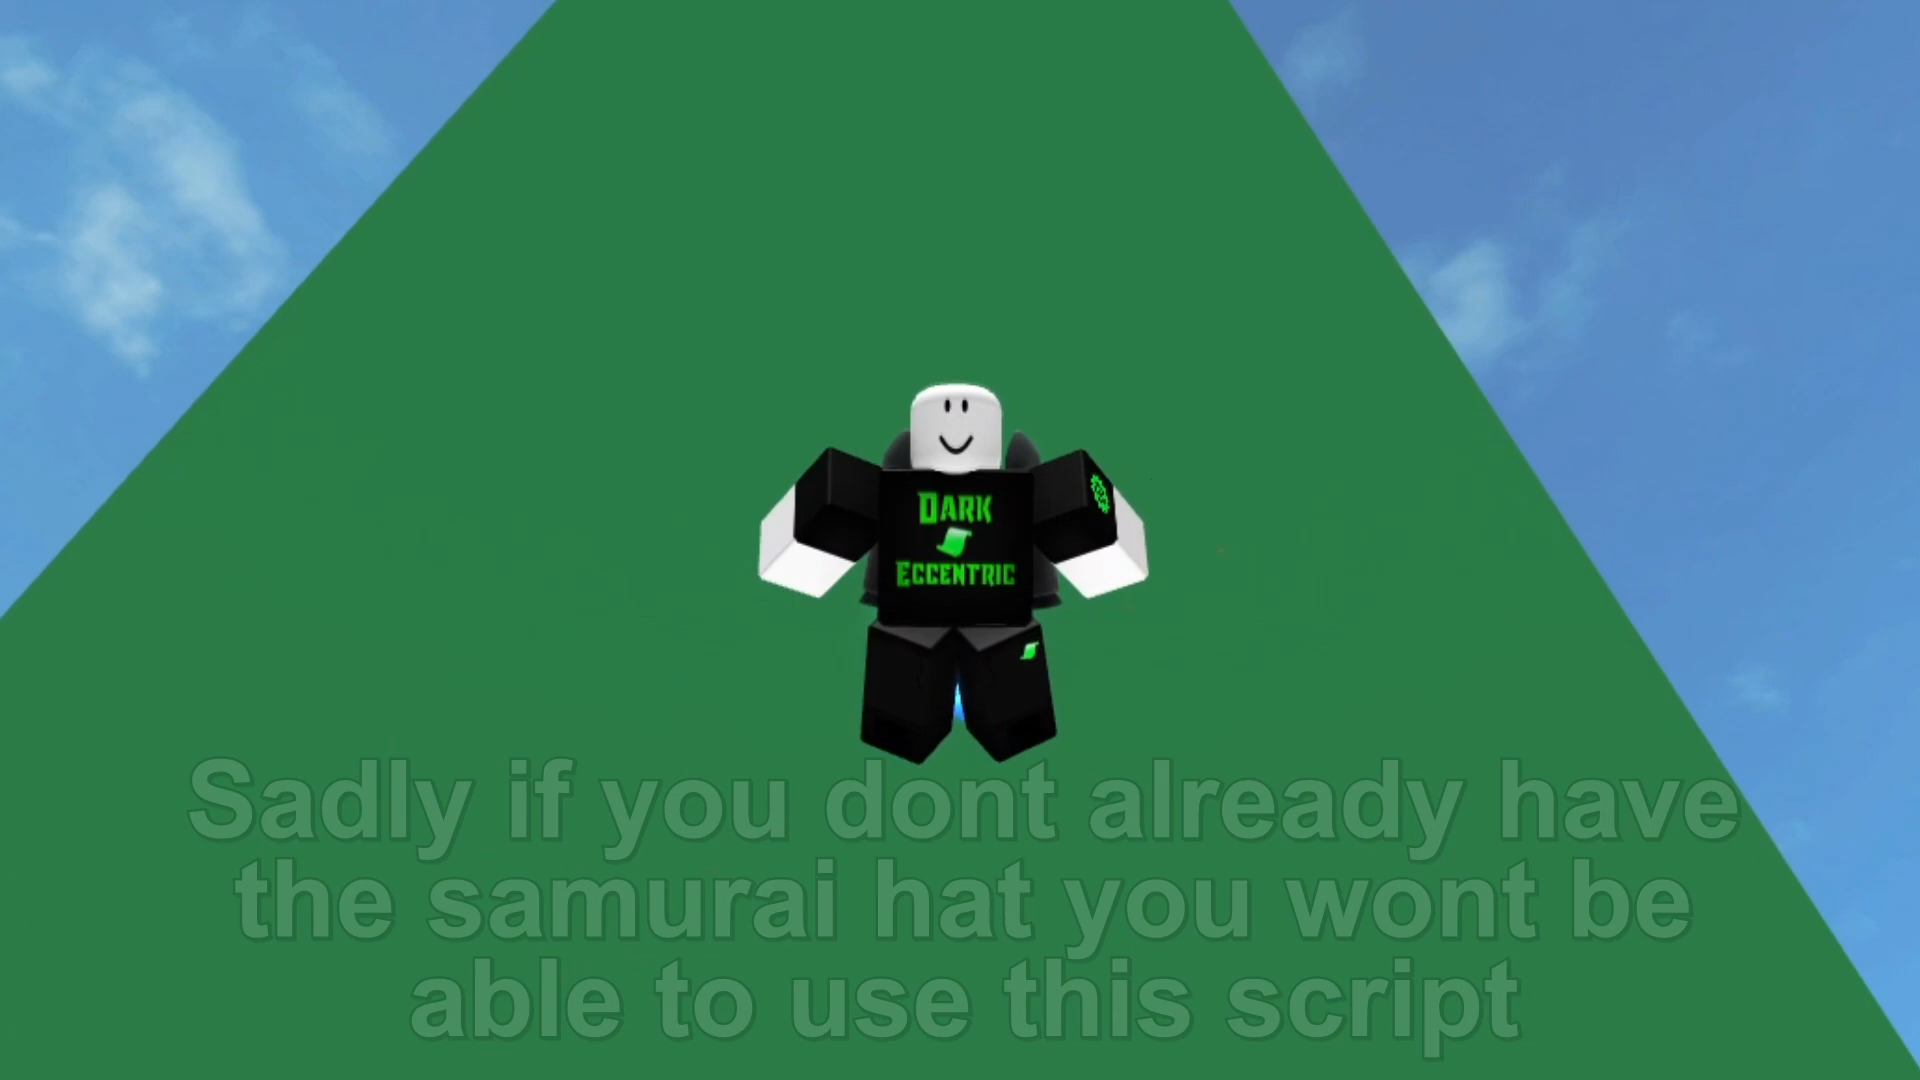 DARK
ECCENTRIC
Sadly if you dont already have
the samurai hat you wont be
able to use this script